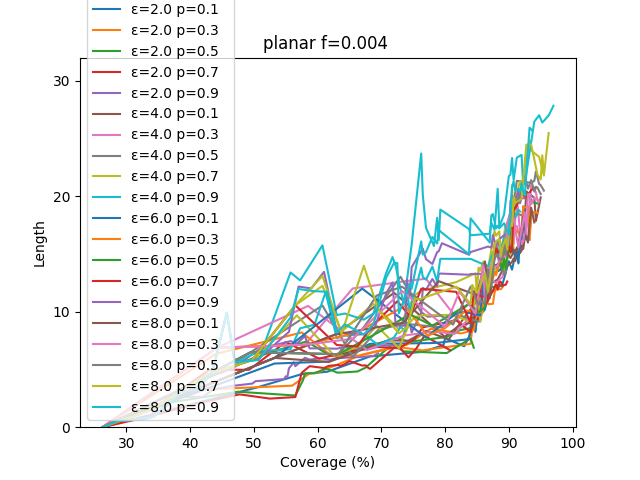 planar f=0.004
ε=2.0 p=0.1
ε=2.0 p=0.3
ε=2.0 p=0.5
ε=2.0 p=0.7
ε=2.0 p=0.9
ε=4.0 p=0.1
ε=4.0 p=0.3
ε=4.0 p=0.5
ε=4.0 p=0.7
ε=4.0 p=0.9
ε=6.0 p=0.1
ε=6.0 p=0.3
ε=6.0 p=0.5
ε=6.0 p=0.7
ε=6.0 p=0.9
ε=8.0 p=0.1
ε=8.0 p=0.3
ε=8.0 p=0.5
ε=8.0 p=0.7
ε=8.0 p=0.9
Length
30
20
10
0
30 40 50 60 70 80 90 100
Coverage (%)